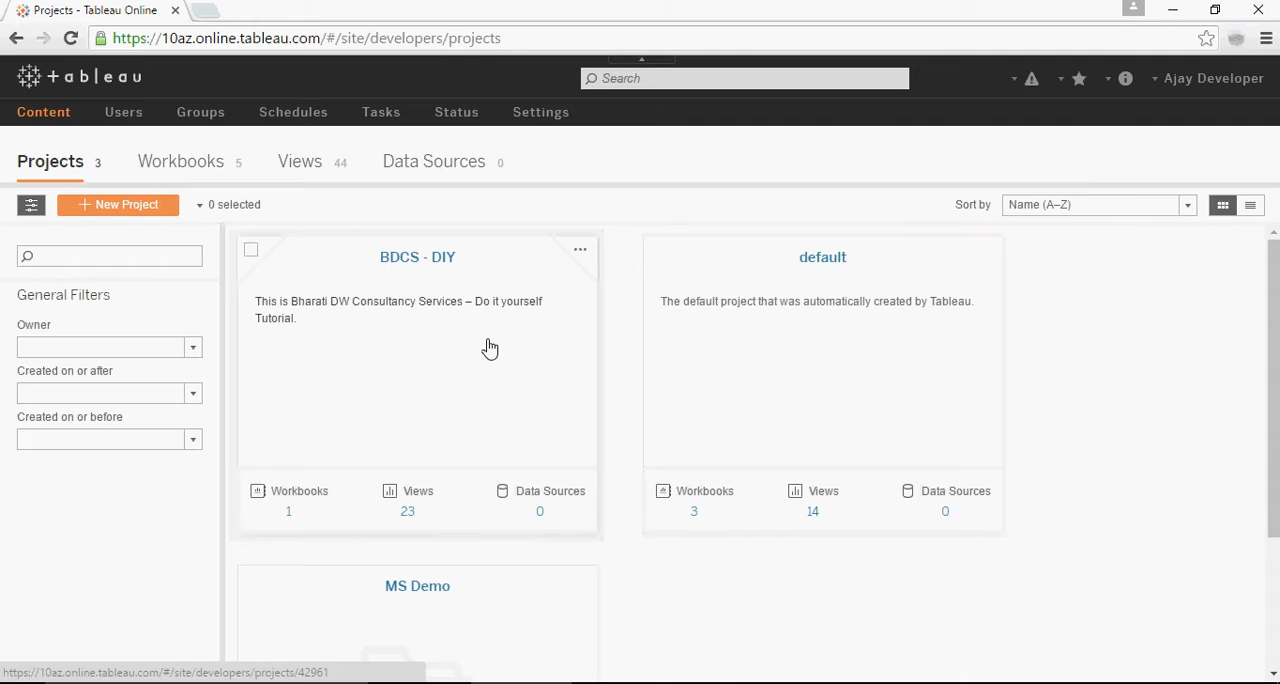 Projects - Tableau Online
https://10az.online.tableau.com/#/site/developers/projects
+ableau
Search
Ajay Developer
Content Users Groups Schedules Tasks Status Settings
Projects 3 Workbooks 5 Views 44 Data Sources 0
+ New Project
0 selected
Sort by Name (A–Z)
General Filters
Owner
Created on or after
Created on or before
BDCS - DIY
This is Bharati DW Consultancy Services – Do it yourself
Tutorial.
Workbooks Views Data Sources
1 23 0
default
The default project that was automatically created by Tableau.
Workbooks Views Data Sources
3 14 0
MS Demo
https://10az.online.tableau.com/#/site/developers/projects/42961